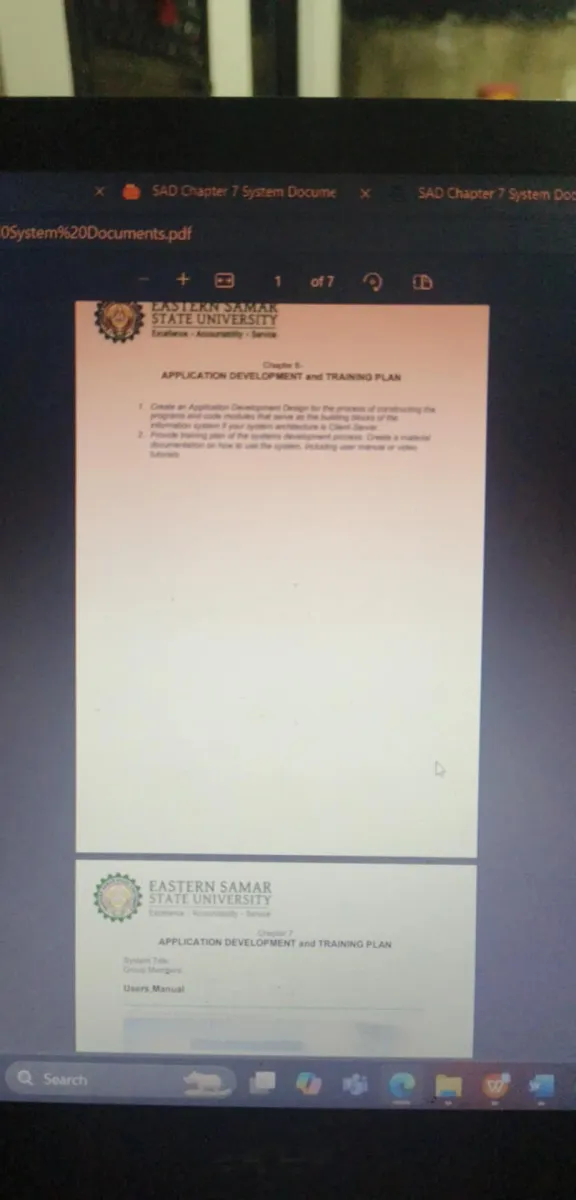 SAD Chapter 7 System Docume
SAD Chapter 7 System Doc
0System%20Documents.pdf
1 of 7
EASTERN SAMAR
STATE UNIVERSITY
Excellence - Accountability - Service
Chapter 6-
APPLICATION DEVELOPMENT and TRAINING PLAN
1. Create an Application Development Design for the process of constructing the
programs and code modules that serve as the building blocks of the
information system if your system architecture is Client Server.
2. Provide training plan of the systems development process. Create a material
documentation on how to use the system, including user manual or video
tutorials
EASTERN SAMAR
STATE UNIVERSITY
Excellence - Accountability - Service
Chapter 7
APPLICATION DEVELOPMENT and TRAINING PLAN
System Title:
Group Members:
Users Manual
Search